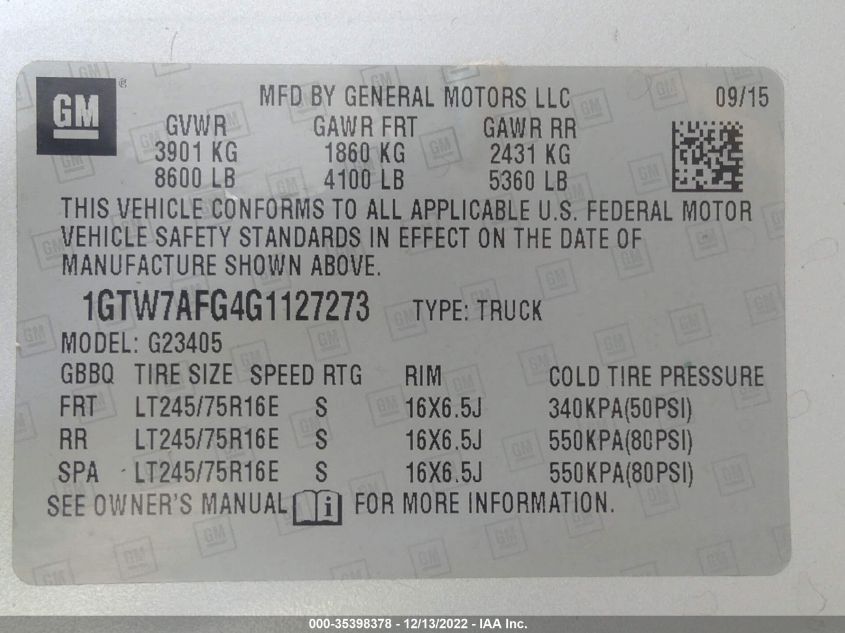 GM ® MFD BY GENERAL MOTORS LLC 09/15
GVWR GAWR FRT GAWR RR
3901 KG 1860 KG 2431 KG
8600 LB 4100 LB 5360 LB
THIS VEHICLE CONFORMS TO ALL APPLICABLE U.S. FEDERAL MOTOR
VEHICLE SAFETY STANDARDS IN EFFECT ON THE DATE OF
MANUFACTURE SHOWN ABOVE.
1GTW7AFG4G1127273 TYPE: TRUCK
MODEL: G23405
GBBQ TIRE SIZE SPEED RTG RIM COLD TIRE PRESSURE
FRT LT245/75R16E S 16X6.5J 340KPA(50PSI)
RR LT245/75R16E S 16X6.5J 550KPA(80PSI)
SPA LT245/75R16E S 16X6.5J 550KPA(80PSI)
SEE OWNER'S MANUAL i FOR MORE INFORMATION.
000-35398378 - 12/13/2022 - IAA Inc.